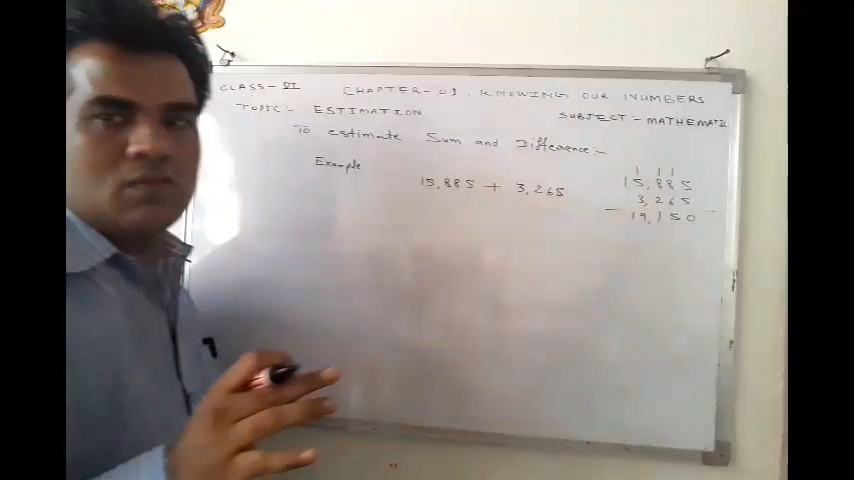 CLASS - VI CHAPTER - 01. KNOWING OUR NUMBERS
TOPIC :- ESTIMATION SUBJECT :- MATHEMATIC
To estimate Sum and Difference :-
Example
15,885 + 3,265
1 1 1
15,885
3,265
19,150